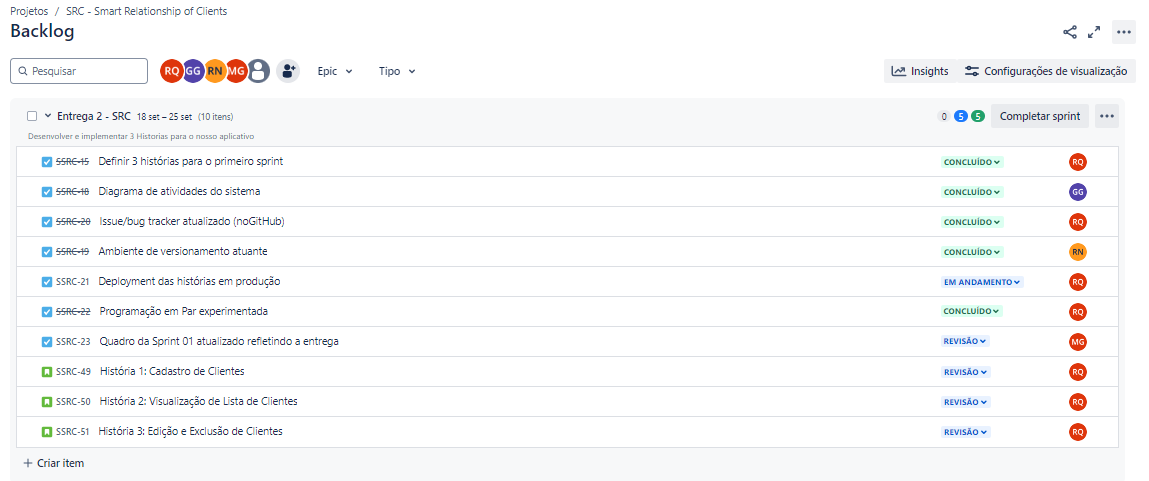 Projetos / SRC - Smart Relationship of Clients
Backlog
Pesquisar RQ GG RN MG Epic Tipo Insights Configurações de visualização
Entrega 2 - SRC 18 set – 25 set (10 itens) 0 5 5 Completar sprint
Desenvolver e implementar 3 Historias para o nosso aplicativo
SSRC-15 Definir 3 histórias para o primeiro sprint CONCLUÍDO RQ
SSRC-18 Diagrama de atividades do sistema CONCLUÍDO GG
SSRC-20 Issue/bug tracker atualizado (noGitHub) CONCLUÍDO RQ
SSRC-19 Ambiente de versionamento atuante CONCLUÍDO RN
SSRC-21 Deployment das histórias em produção EM ANDAMENTO RQ
SSRC-22 Programação em Par experimentada CONCLUÍDO RQ
SSRC-23 Quadro da Sprint 01 atualizado refletindo a entrega REVISÃO MG
SSRC-49 História 1: Cadastro de Clientes REVISÃO RQ
SSRC-50 História 2: Visualização de Lista de Clientes REVISÃO RQ
SSRC-51 História 3: Edição e Exclusão de Clientes REVISÃO RQ
+ Criar item